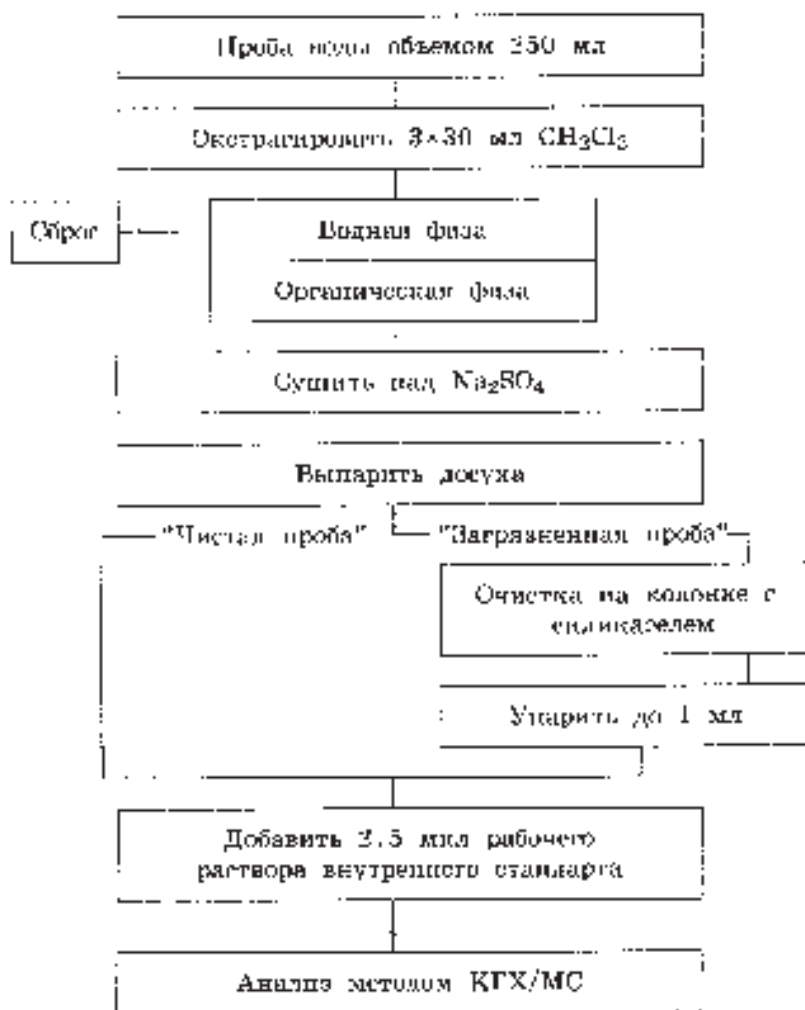 Проба воды объемом 250 мл
Экстрагировать 3×30 мл CH₂Cl₂
Сброс
Водная фаза
Органическая фаза
Сушить над Na₂SO₄
Выпарить досуха
"Чистая проба"
"Загрязненная проба"
Очистка на колонке с
силикагелем
Упарить до 1 мл
Добавить 2.5 мкл рабочего
раствора внутреннего стандарта
Анализ методом КГХ/МС